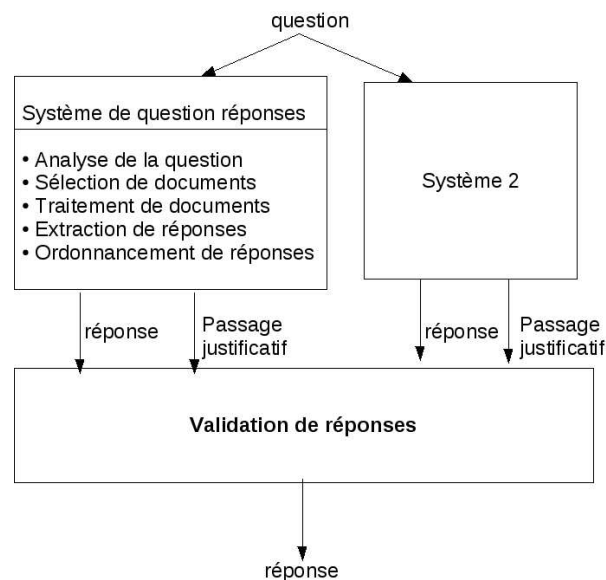 question
Système de question réponses
• Analyse de la question
• Sélection de documents
• Traitement de documents
• Extraction de réponses
• Ordonnancement de réponses
Système 2
réponse
Passage
justificatif
réponse
Passage
justificatif
Validation de réponses
réponse